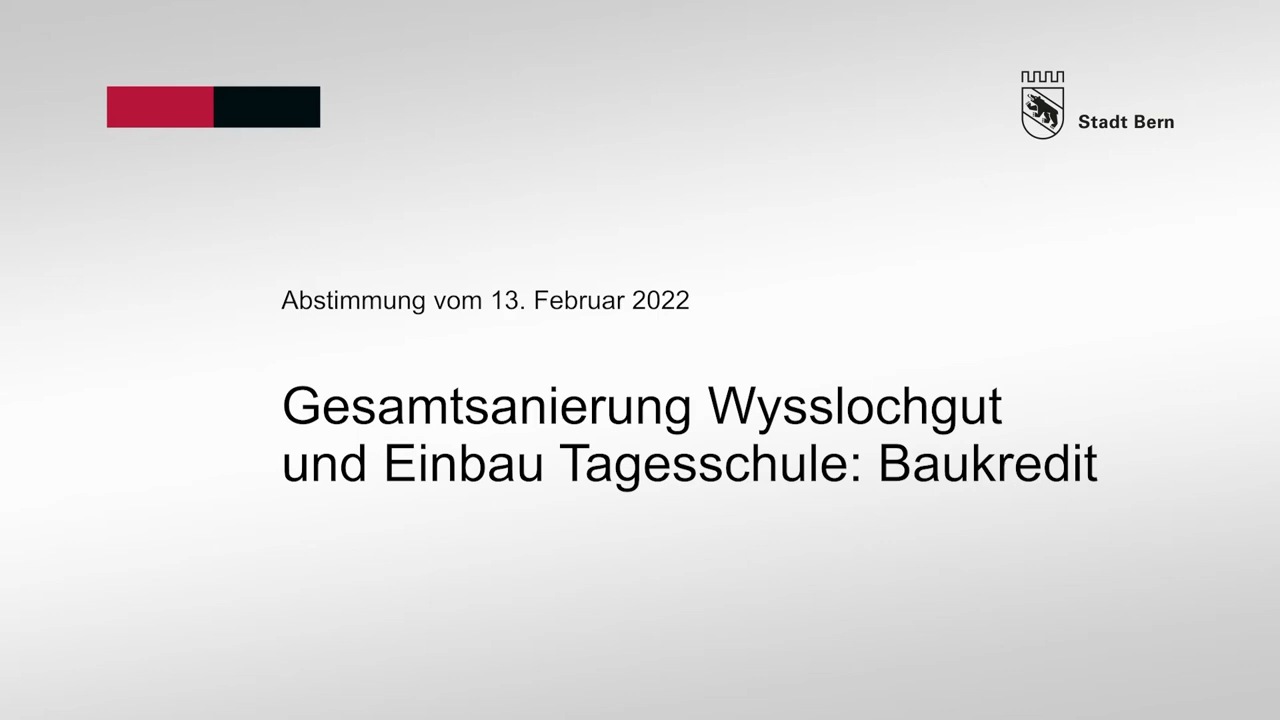 Stadt Bern
Abstimmung vom 13. Februar 2022
Gesamtsanierung Wysslochgut
und Einbau Tagesschule: Baukredit